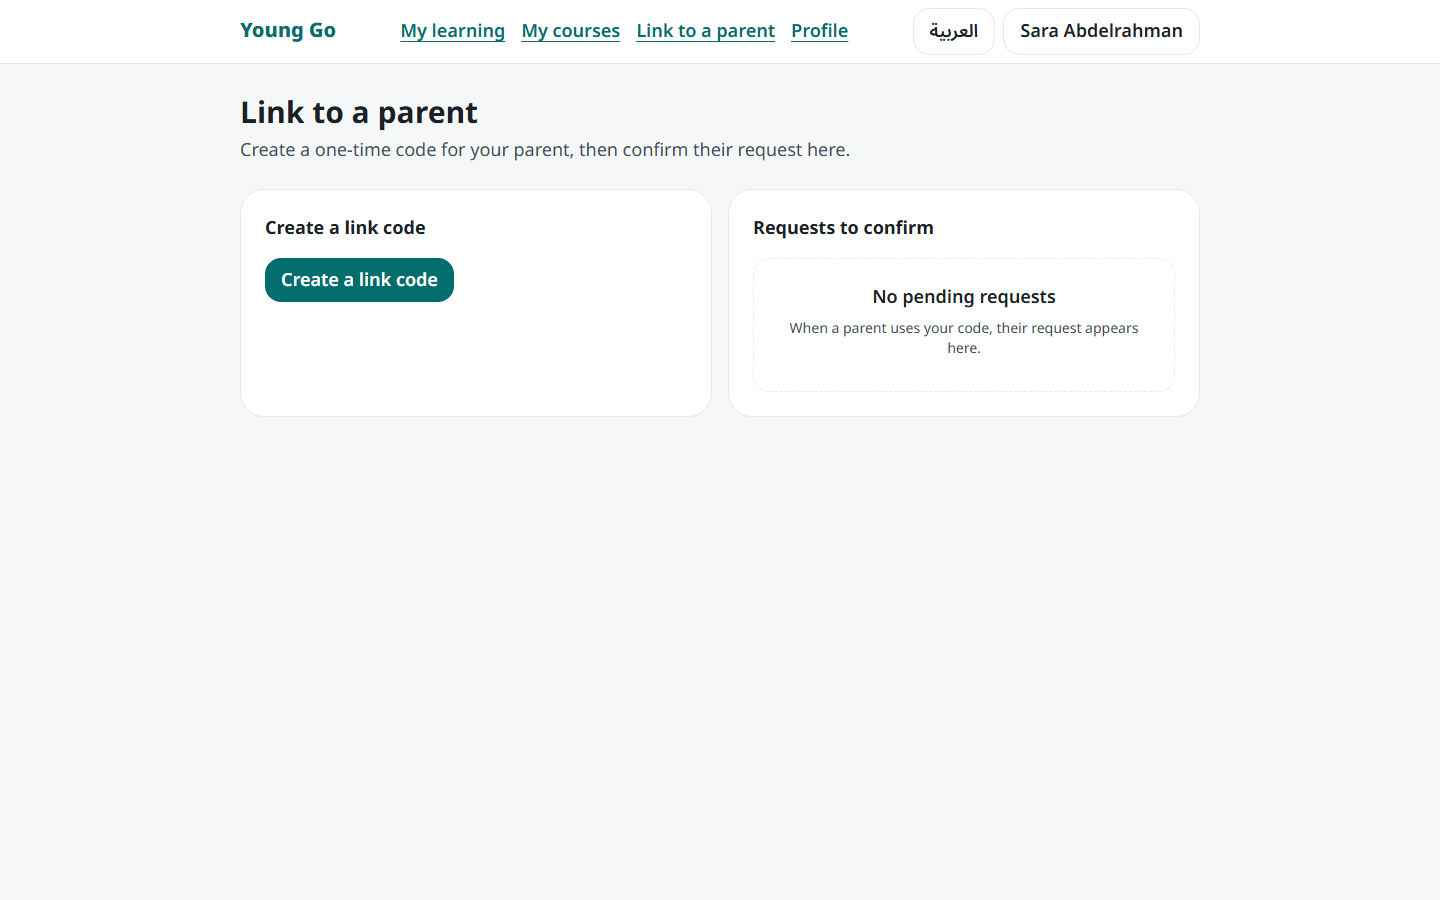 Young Go
My learning
My courses
Link to a parent
Profile
العربية
Sara Abdelrahman
Link to a parent
Create a one-time code for your parent, then confirm their request here.
Create a link code
Create a link code
Requests to confirm
No pending requests
When a parent uses your code, their request appears
here.